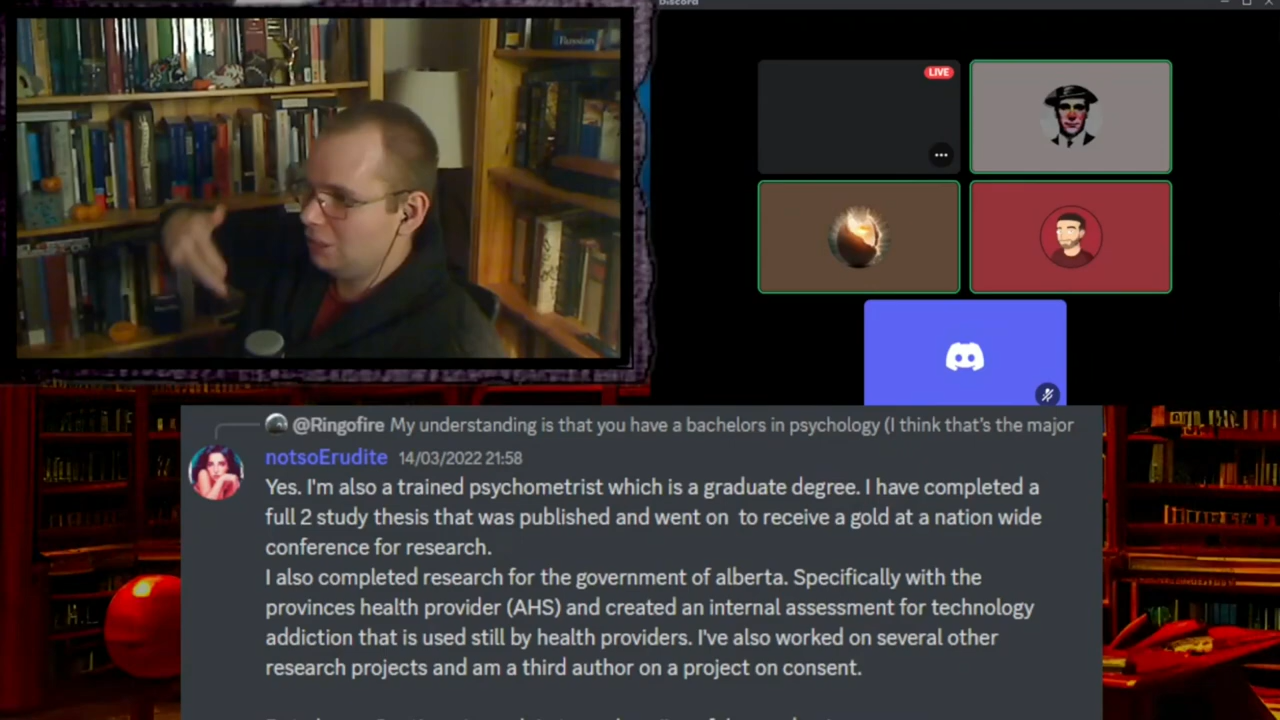 Discord
Russian
LIVE
@Ringofire My understanding is that you have a bachelors in psychology (I think that's the major
notsoErudite 14/03/2022 21:58
Yes. I'm also a trained psychometrist which is a graduate degree. I have completed a
full 2 study thesis that was published and went on to receive a gold at a nation wide
conference for research.
I also completed research for the government of alberta. Specifically with the
provinces health provider (AHS) and created an internal assessment for technology
addiction that is used still by health providers. I've also worked on several other
research projects and am a third author on a project on consent.